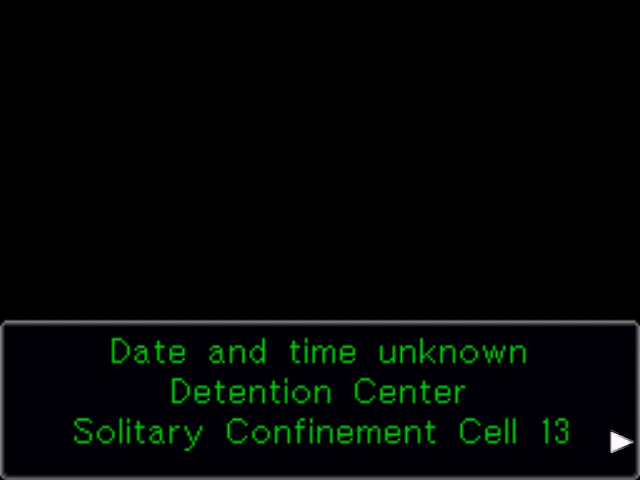 Date and time unknown
Detention Center
Solitary Confinement Cell 13